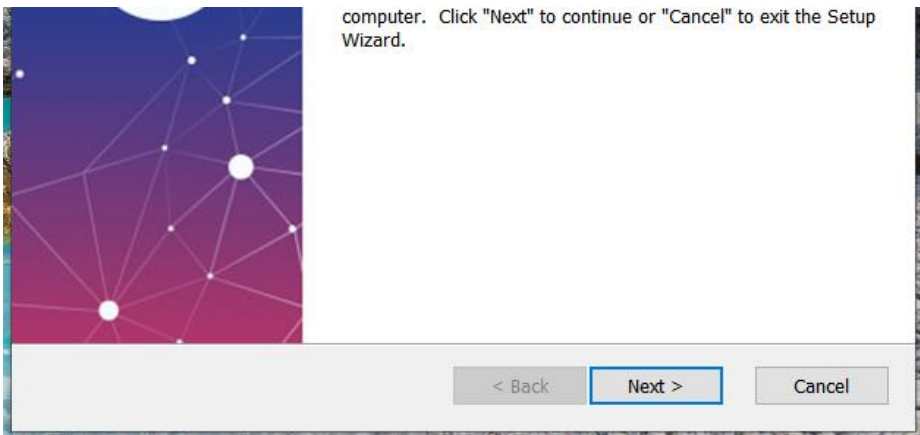 computer.  Click "Next" to continue or "Cancel" to exit the Setup
Wizard.
< Back
Next >
Cancel